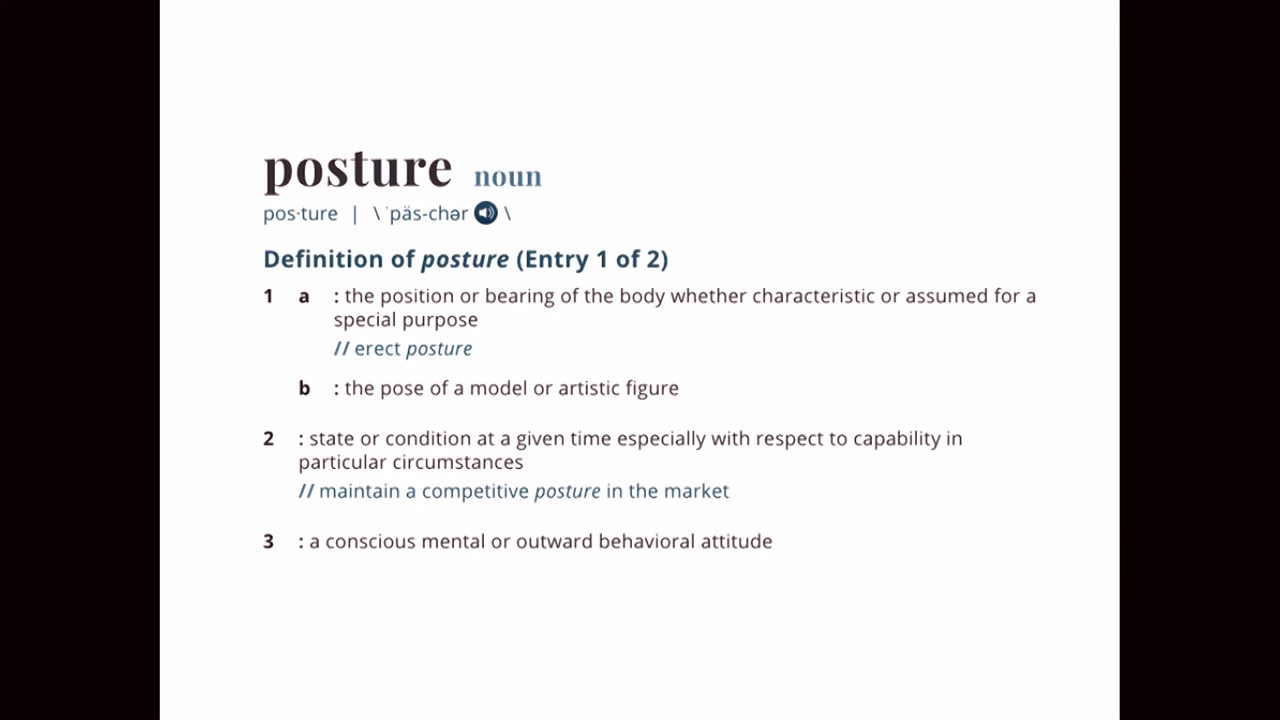 posture noun
pos·ture | \ ˈpäs-chər \
Definition of posture (Entry 1 of 2)
1 a : the position or bearing of the body whether characteristic or assumed for a
special purpose
// erect posture
b : the pose of a model or artistic figure
2 : state or condition at a given time especially with respect to capability in
particular circumstances
// maintain a competitive posture in the market
3 : a conscious mental or outward behavioral attitude